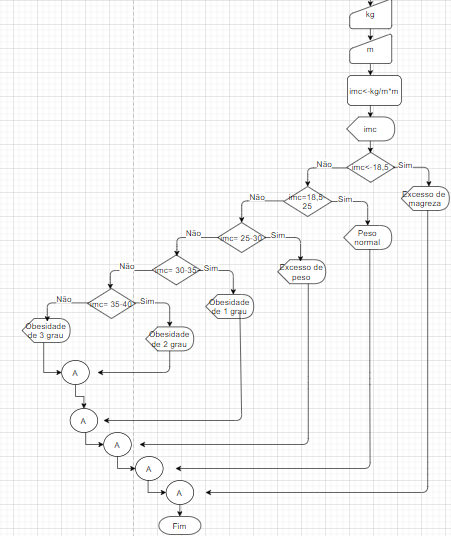 kg
m
imc<-kg/m*m
imc
imc<-18,5
Não
Sim
Excesso de
magreza
imc=18,5
25
Não
Sim
Peso
normal
imc= 25-30
Não
Sim
Excesso de
peso
imc= 30-35
Não
Sim
Obesidade
de 1 grau
imc= 35-40
Não
Sim
Obesidade
de 3 grau
Obesidade
de 2 grau
A
A
A
A
A
Fim